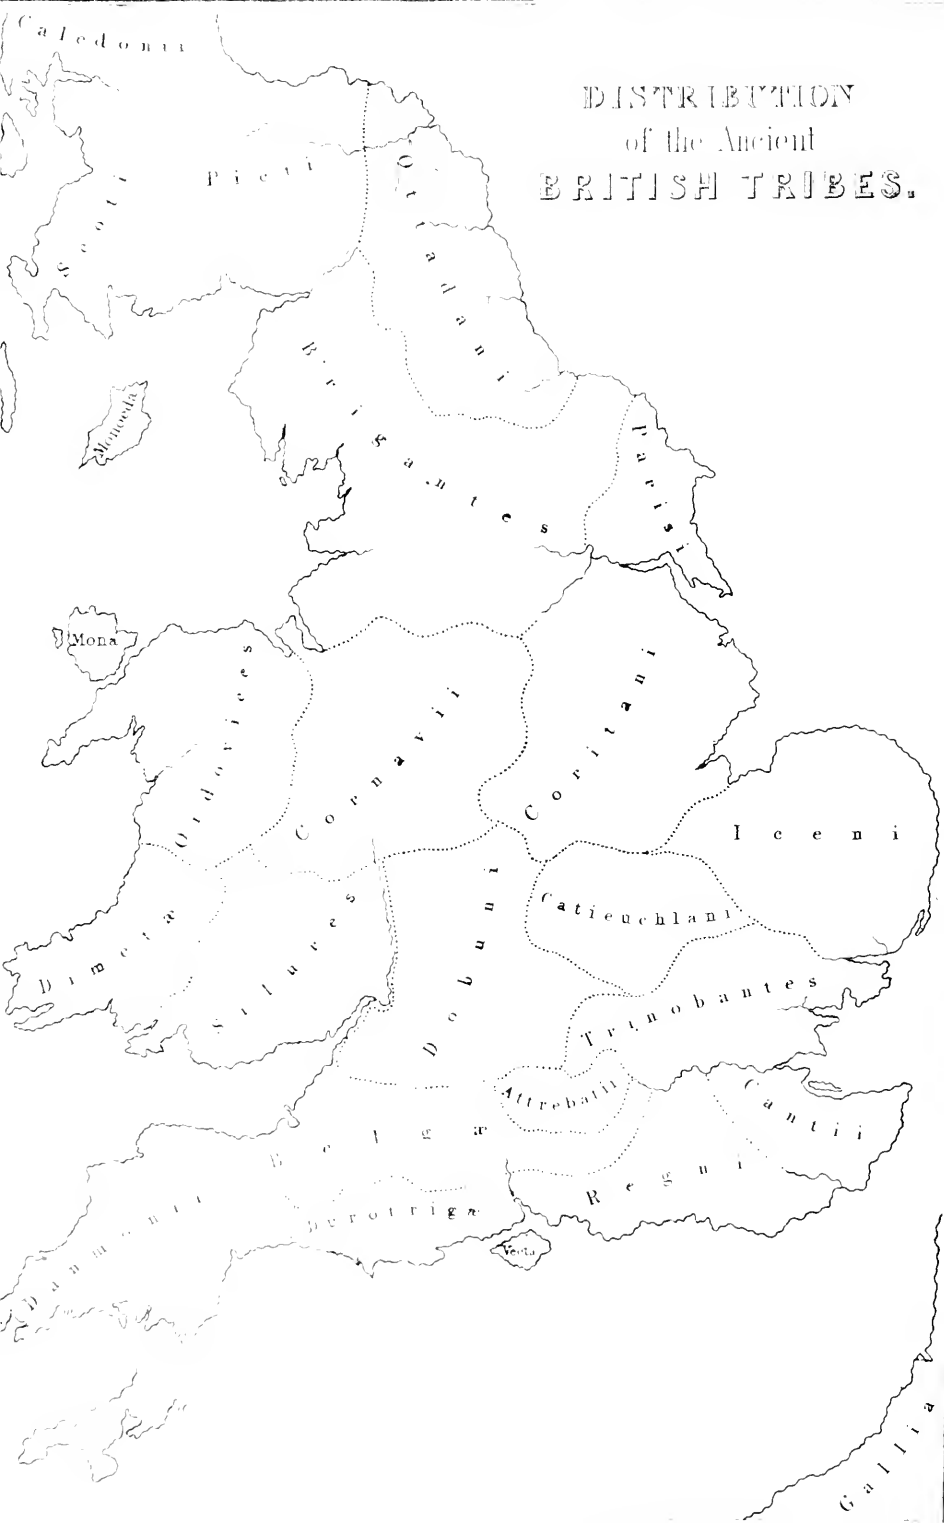 DISTRIBUTION
of the Ancient
BRITISH TRIBES.
Caledonii
Picti
Scoti
Ottadani
Brigantes
Monoeda
Parisi
Mona
Ordovices
Cornavii
Coritani
Iceni
Catieuchlani
Dimetæ
Silures
Dobuni
Trinobantes
Attrebatii
Cantii
Belgæ
Regni
Durotrigæ
Vecta
Danmonii
Gallia